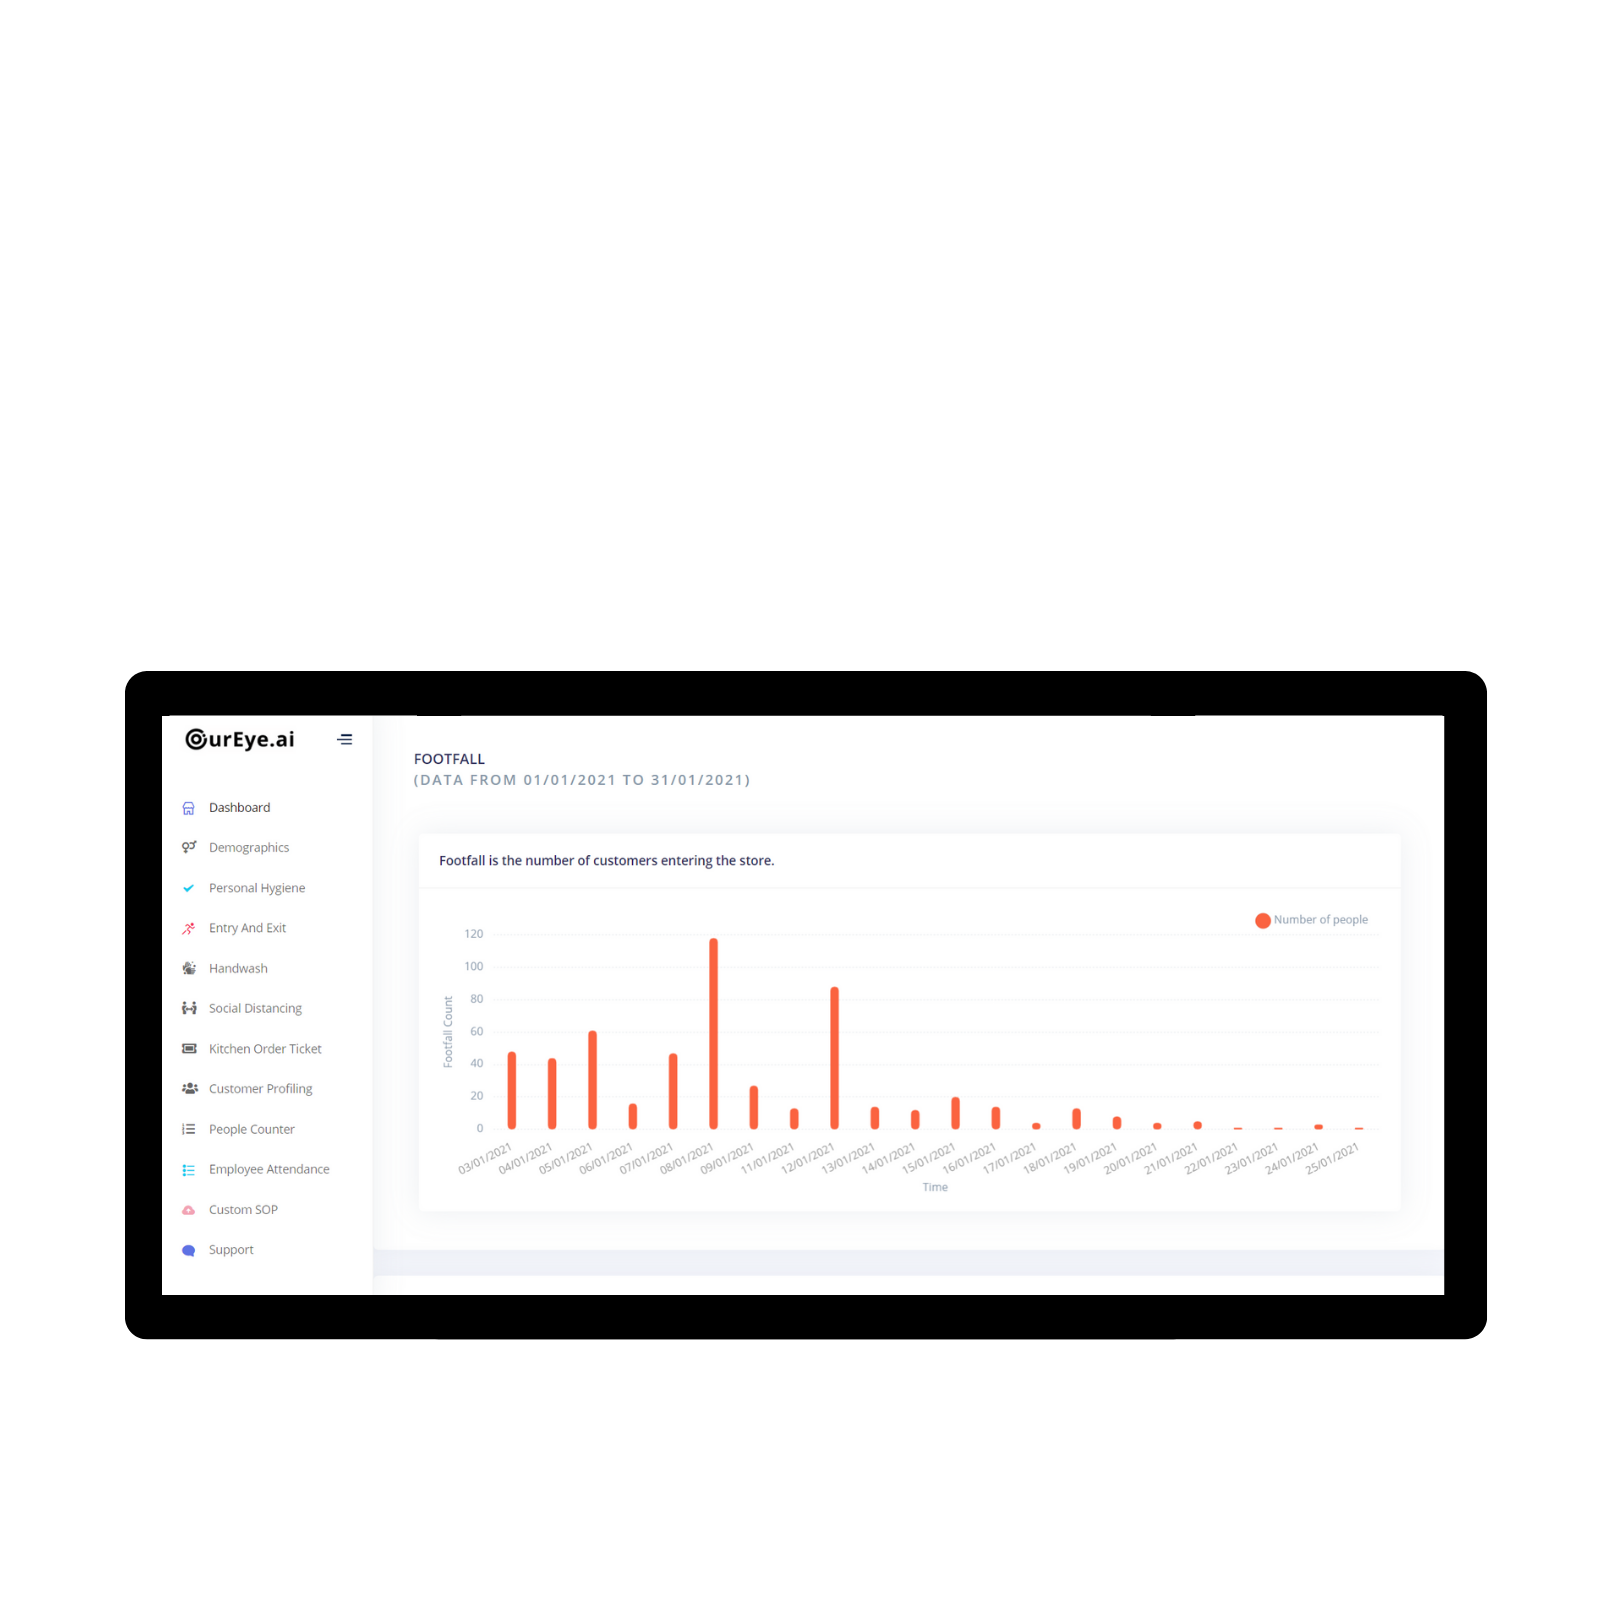 OurEye.ai
Dashboard
Demographics
Personal Hygiene
Entry And Exit
Handwash
Social Distancing
Kitchen Order Ticket
Customer Profiling
People Counter
Employee Attendance
Custom SOP
Support
FOOTFALL
(DATA FROM 01/01/2021 TO 31/01/2021)
Footfall is the number of customers entering the store.
Number of people
Footfall Count
120
100
80
60
40
20
0
03/01/2021 04/01/2021 05/01/2021 06/01/2021 07/01/2021 08/01/2021 09/01/2021 11/01/2021 12/01/2021 13/01/2021 14/01/2021 15/01/2021 16/01/2021 17/01/2021 18/01/2021 19/01/2021 20/01/2021 21/01/2021 22/01/2021 23/01/2021 24/01/2021 25/01/2021
Time